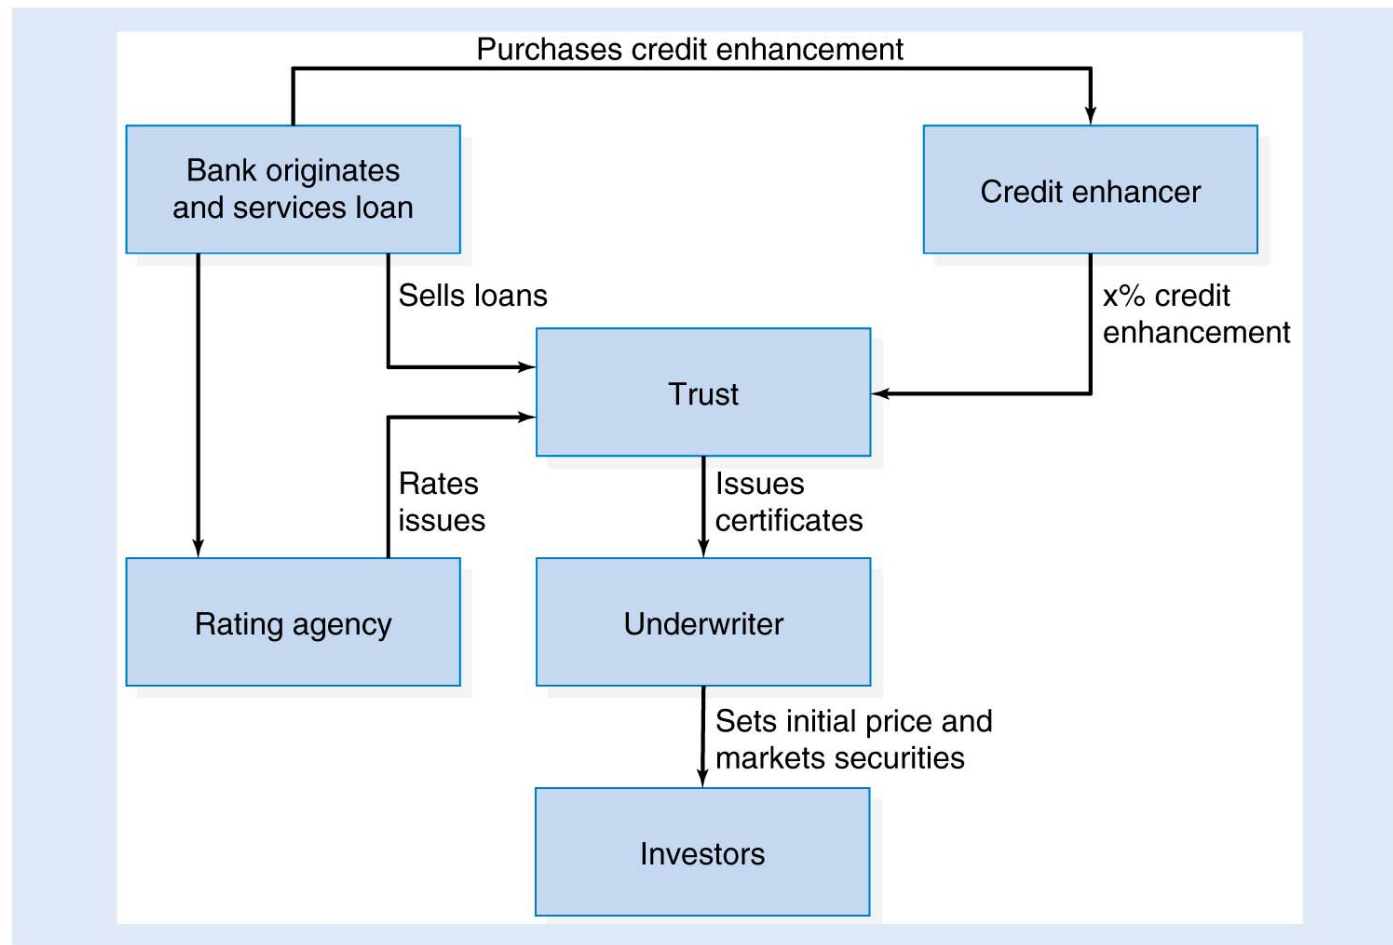 Purchases credit enhancement
Bank originates
and services loan
Credit enhancer
Sells loans
x% credit
enhancement
Trust
Rates
issues
Issues
certificates
Rating agency
Underwriter
Sets initial price and
markets securities
Investors